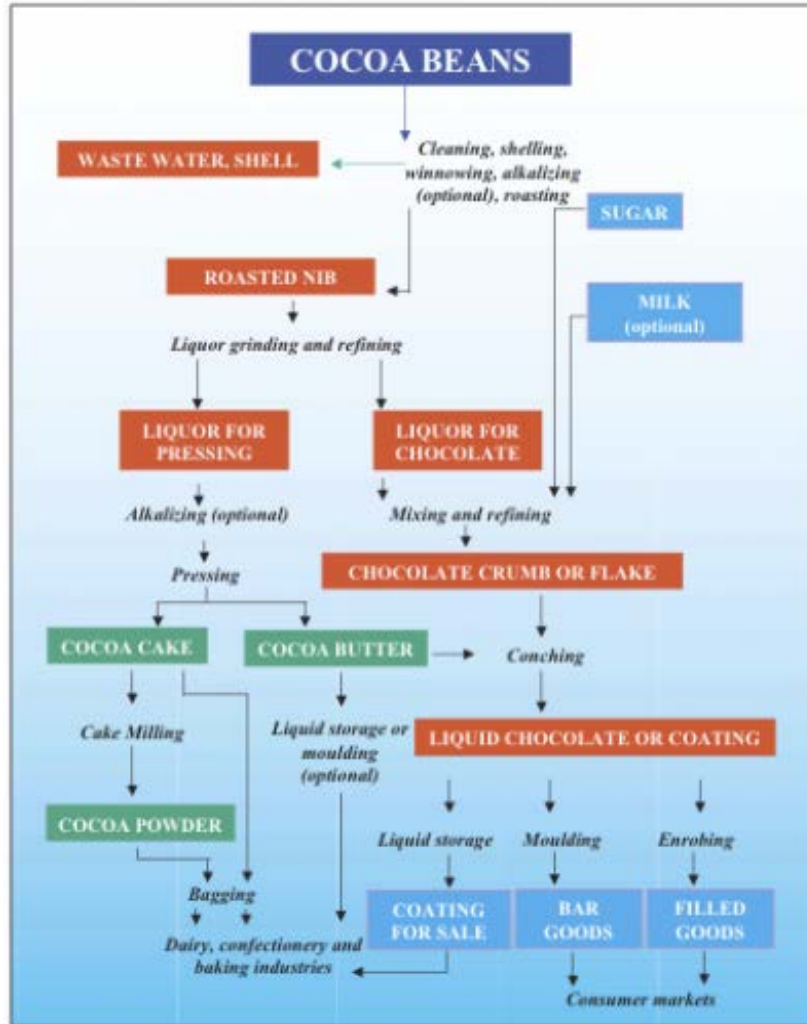 COCOA BEANS
WASTE WATER, SHELL
Cleaning, shelling,
winnowing, alkalizing
(optional), roasting
SUGAR
ROASTED NIB
MILK
(optional)
Liquor grinding and refining
LIQUOR FOR
PRESSING
LIQUOR FOR
CHOCOLATE
Alkalizing (optional)
Mixing and refining
Pressing
CHOCOLATE CRUMB OR FLAKE
COCOA CAKE
COCOA BUTTER
Conching
Cake Milling
Liquid storage or
moulding
(optional)
LIQUID CHOCOLATE OR COATING
COCOA POWDER
Liquid storage
Moulding
Enrobing
Bagging
COATING
FOR SALE
BAR
GOODS
FILLED
GOODS
Dairy, confectionery and
baking industries
Consumer markets